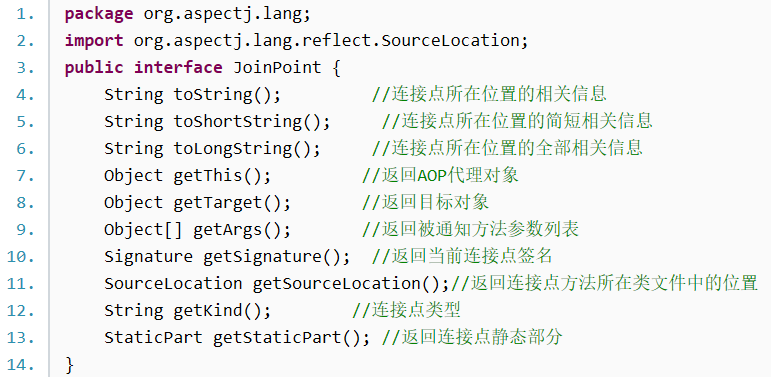 1. package org.aspectj.lang;
2. import org.aspectj.lang.reflect.SourceLocation;
3. public interface JoinPoint {
4.     String toString();         //连接点所在位置的相关信息
5.     String toShortString();     //连接点所在位置的简短相关信息
6.     String toLongString();     //连接点所在位置的全部相关信息
7.     Object getThis();         //返回AOP代理对象
8.     Object getTarget();       //返回目标对象
9.     Object[] getArgs();       //返回被通知方法参数列表
10.     Signature getSignature();  //返回当前连接点签名
11.     SourceLocation getSourceLocation();//返回连接点方法所在类文件中的位置
12.     String getKind();        //连接点类型
13.     StaticPart getStaticPart(); //返回连接点静态部分
14. }